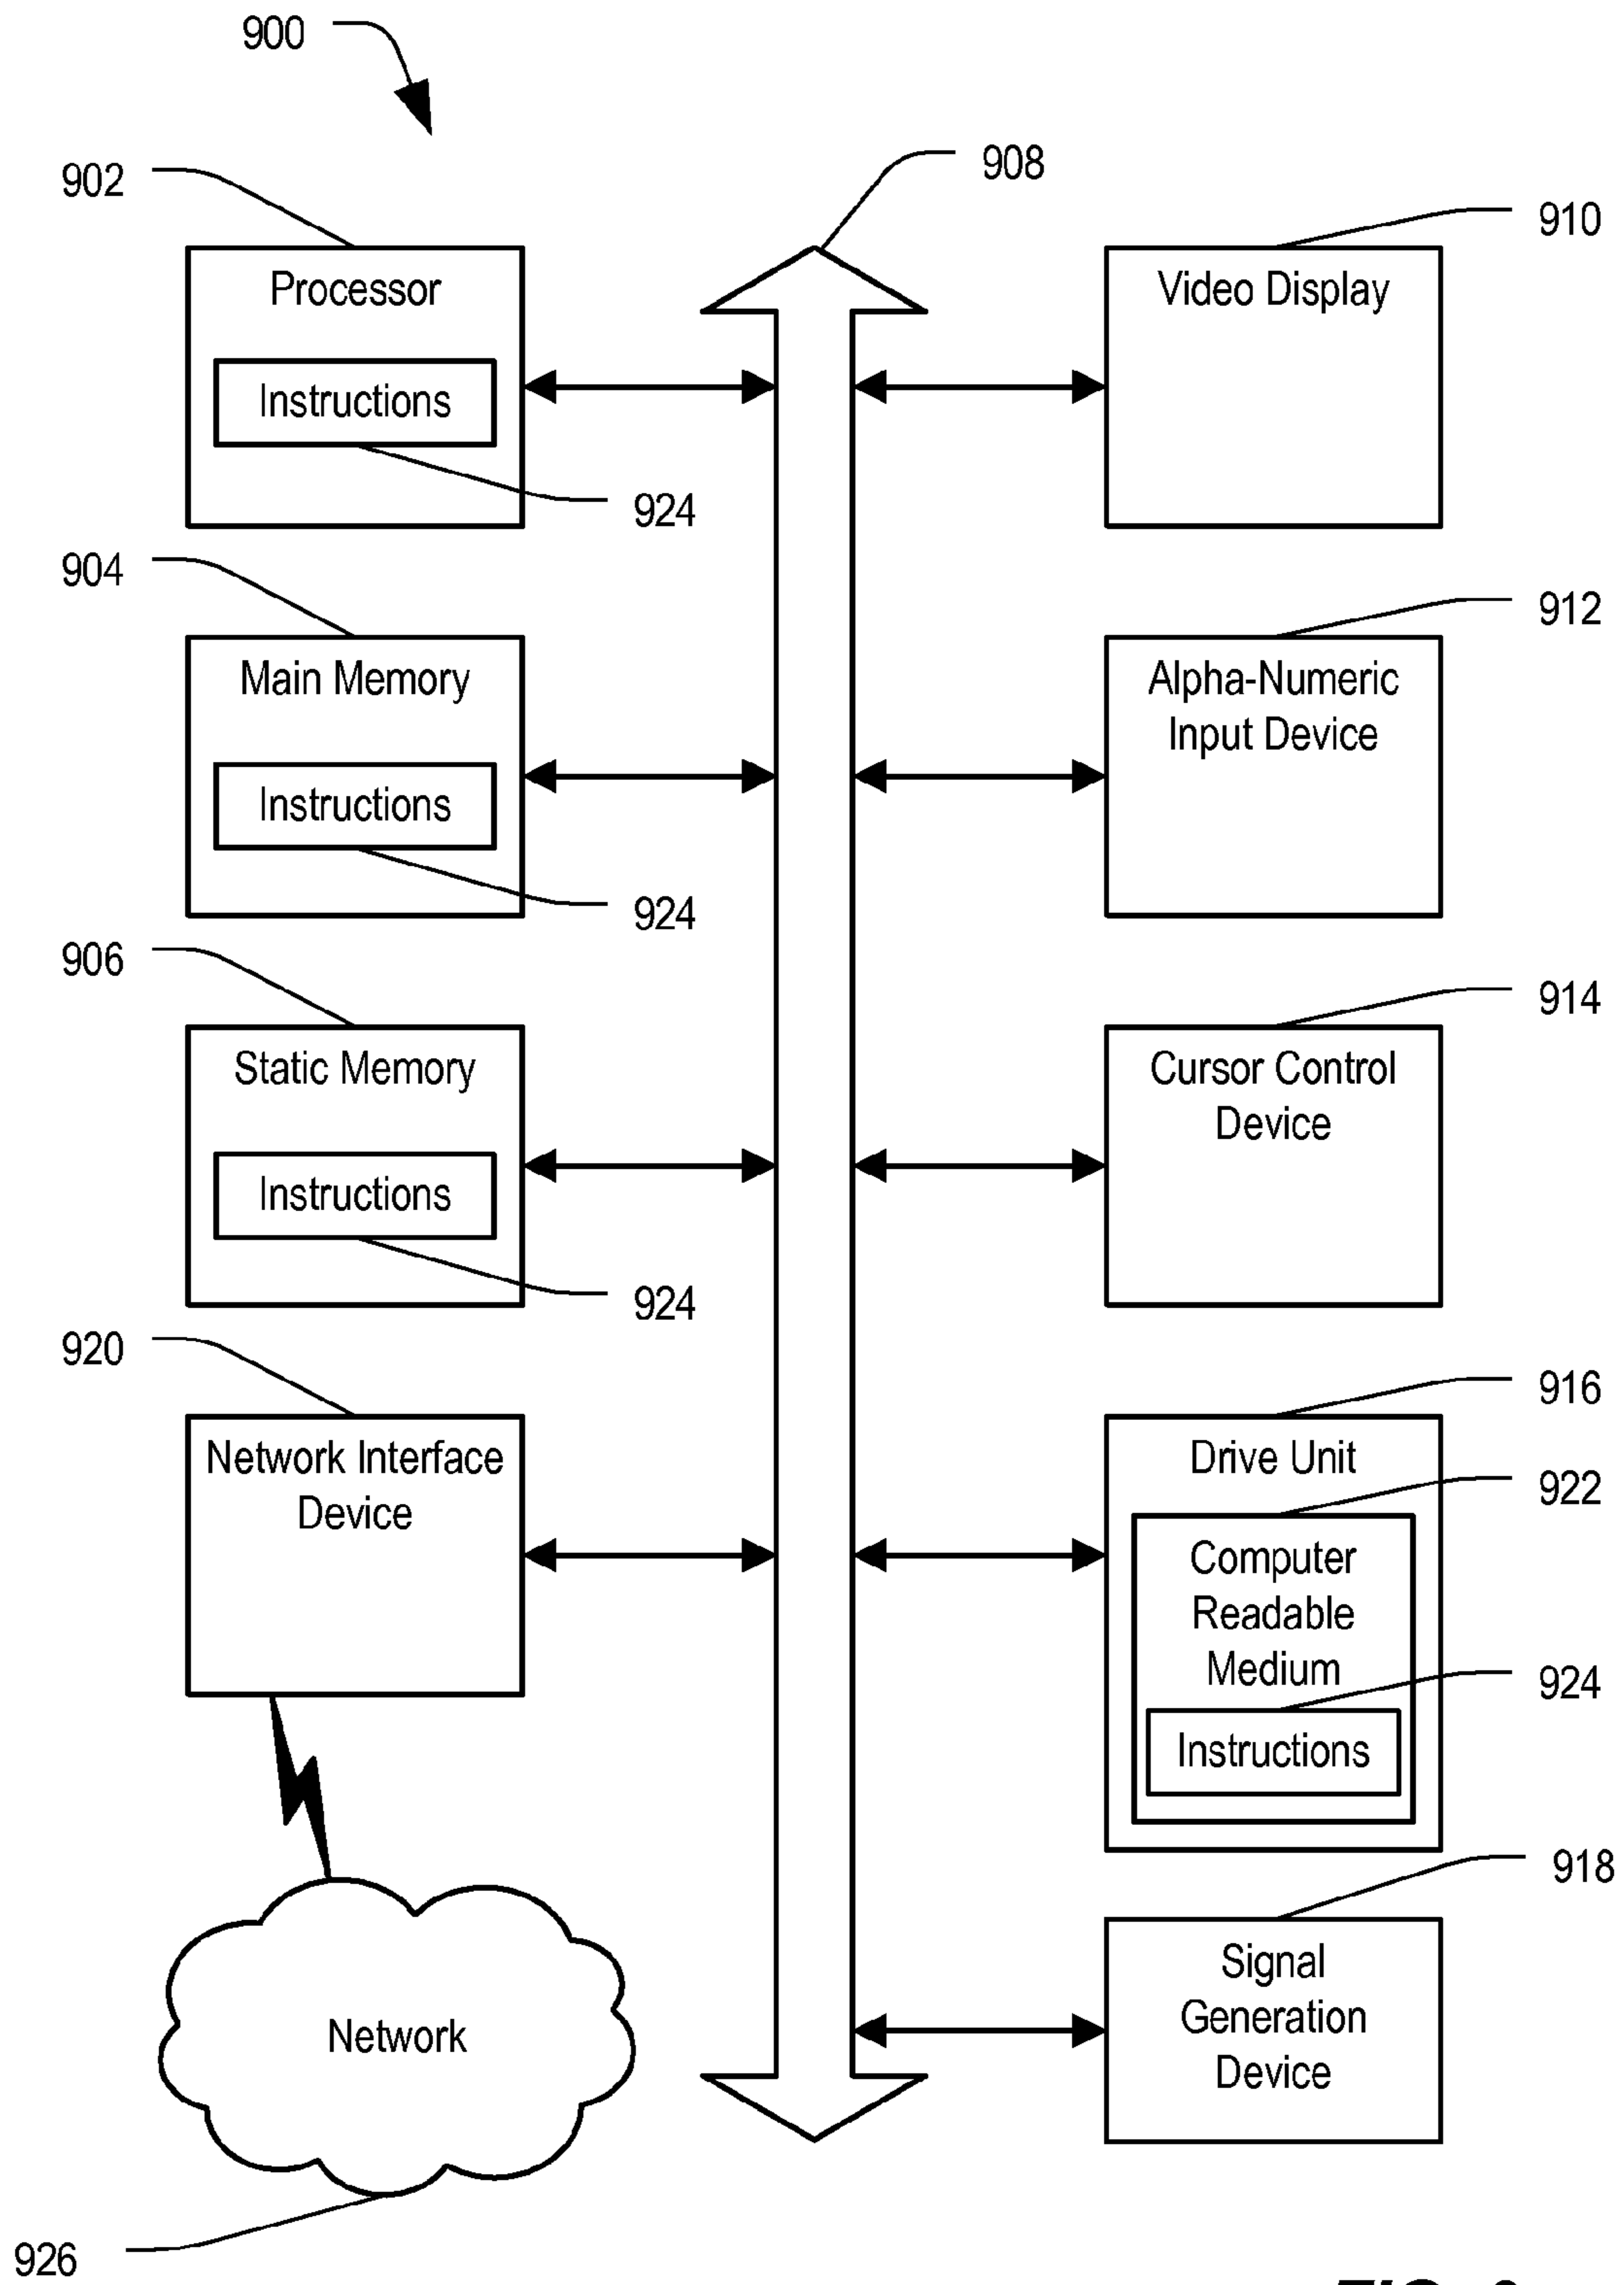 900
908
902
910
Processor
Instructions
924
Video Display
904
912
Main Memory
Instructions
924
Alpha-Numeric
Input Device
906
914
Static Memory
Instructions
924
Cursor Control
Device
920
916
Network Interface
Device
Drive Unit
922
Computer
Readable
Medium
924
Instructions
918
Signal
Generation
Device
Network
926